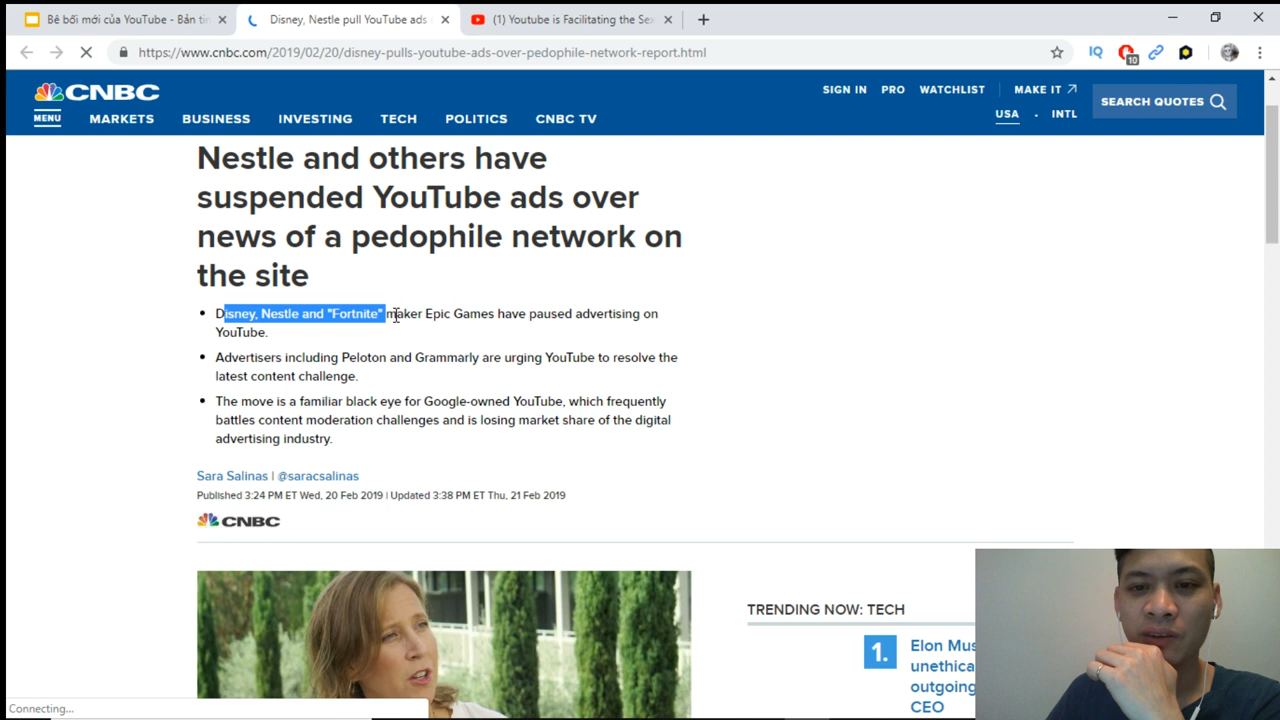 Bê bối mới của YouTube - Bản tin
Disney, Nestle pull YouTube ads
(1) Youtube is Facilitating the Sex
https://www.cnbc.com/2019/02/20/disney-pulls-youtube-ads-over-pedophile-network-report.html
IQ
10
CNBC
SIGN IN PRO WATCHLIST MAKE IT
SEARCH QUOTES
USA . INTL
MENU MARKETS BUSINESS INVESTING TECH POLITICS CNBC TV
Nestle and others have
suspended YouTube ads over
news of a pedophile network on
the site
• Disney, Nestle and "Fortnite" maker Epic Games have paused advertising on
YouTube.
• Advertisers including Peloton and Grammarly are urging YouTube to resolve the
latest content challenge.
• The move is a familiar black eye for Google-owned YouTube, which frequently
battles content moderation challenges and is losing market share of the digital
advertising industry.
Sara Salinas | @saracsalinas
Published 3:24 PM ET Wed, 20 Feb 2019 | Updated 3:38 PM ET Thu, 21 Feb 2019
CNBC
TRENDING NOW: TECH
1.
Elon Mus
unethica
outgoing
CEO
Connecting...